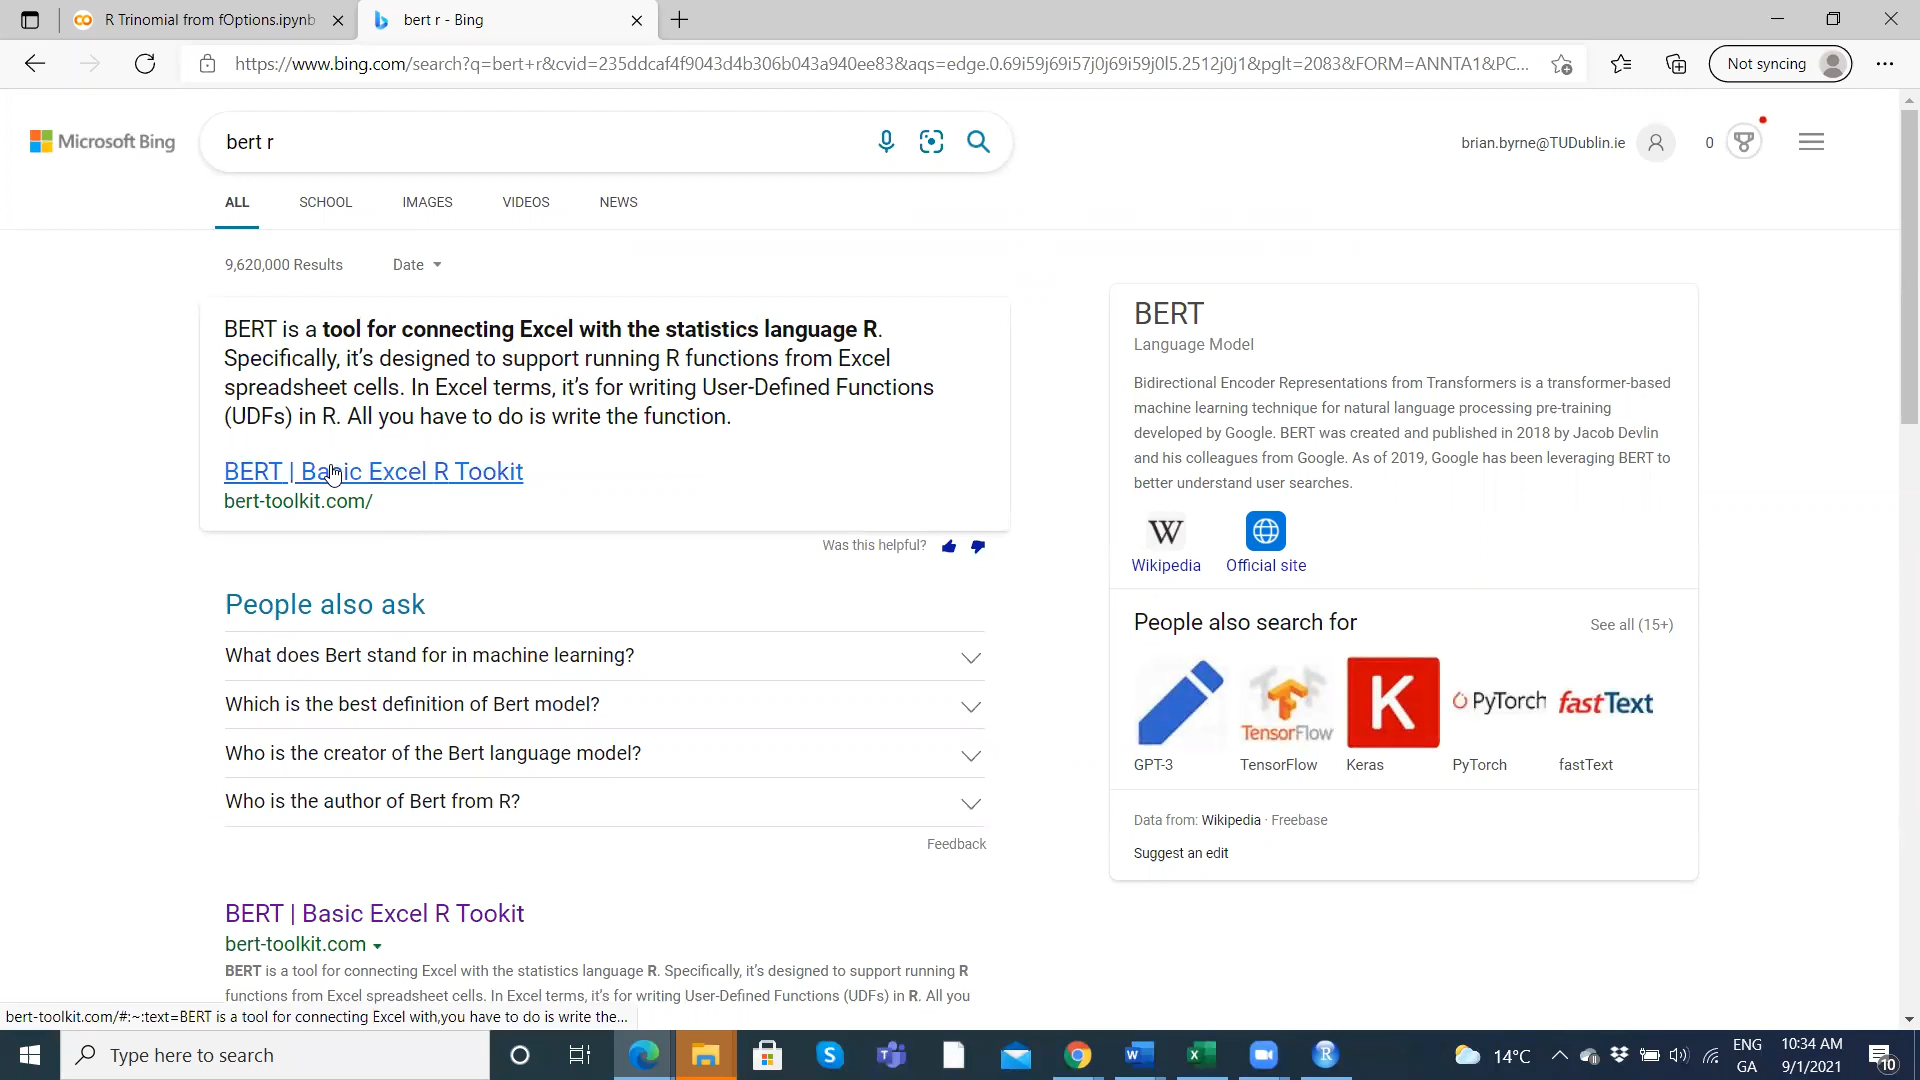 R Trinomial from fOptions.ipynb
bert r - Bing
https://www.bing.com/search?q=bert+r&cvid=235ddcaf4f9043d4b306b043a940ee83&aqs=edge.0.69i59j69i57j0j69i59j0l5.2512j0j1&pglt=2083&FORM=ANNTA1&PC...
Not syncing
Microsoft Bing
bert r
brian.byrne@TUDublin.ie
0
ALL
SCHOOL
IMAGES
VIDEOS
NEWS
9,620,000 Results
Date
BERT is a tool for connecting Excel with the statistics language R.
Specifically, it's designed to support running R functions from Excel
spreadsheet cells. In Excel terms, it's for writing User-Defined Functions
(UDFs) in R. All you have to do is write the function.
BERT | Basic Excel R Tookit
bert-toolkit.com/
Was this helpful?
People also ask
What does Bert stand for in machine learning?
Which is the best definition of Bert model?
Who is the creator of the Bert language model?
Who is the author of Bert from R?
Feedback
BERT | Basic Excel R Tookit
bert-toolkit.com
BERT is a tool for connecting Excel with the statistics language R. Specifically, it's designed to support running R
functions from Excel spreadsheet cells. In Excel terms, it's for writing User-Defined Functions (UDFs) in R. All you
BERT
Language Model
Bidirectional Encoder Representations from Transformers is a transformer-based
machine learning technique for natural language processing pre-training
developed by Google. BERT was created and published in 2018 by Jacob Devlin
and his colleagues from Google. As of 2019, Google has been leveraging BERT to
better understand user searches.
W
Wikipedia
Official site
People also search for
See all (15+)
TensorFlow
K
PyTorch
fastText
GPT-3
TensorFlow
Keras
PyTorch
fastText
Data from: Wikipedia · Freebase
Suggest an edit
bert-toolkit.com/#:~:text=BERT is a tool for connecting Excel with,you have to do is write the...
Type here to search
14°C
ENG
GA
10:34 AM
9/1/2021
10